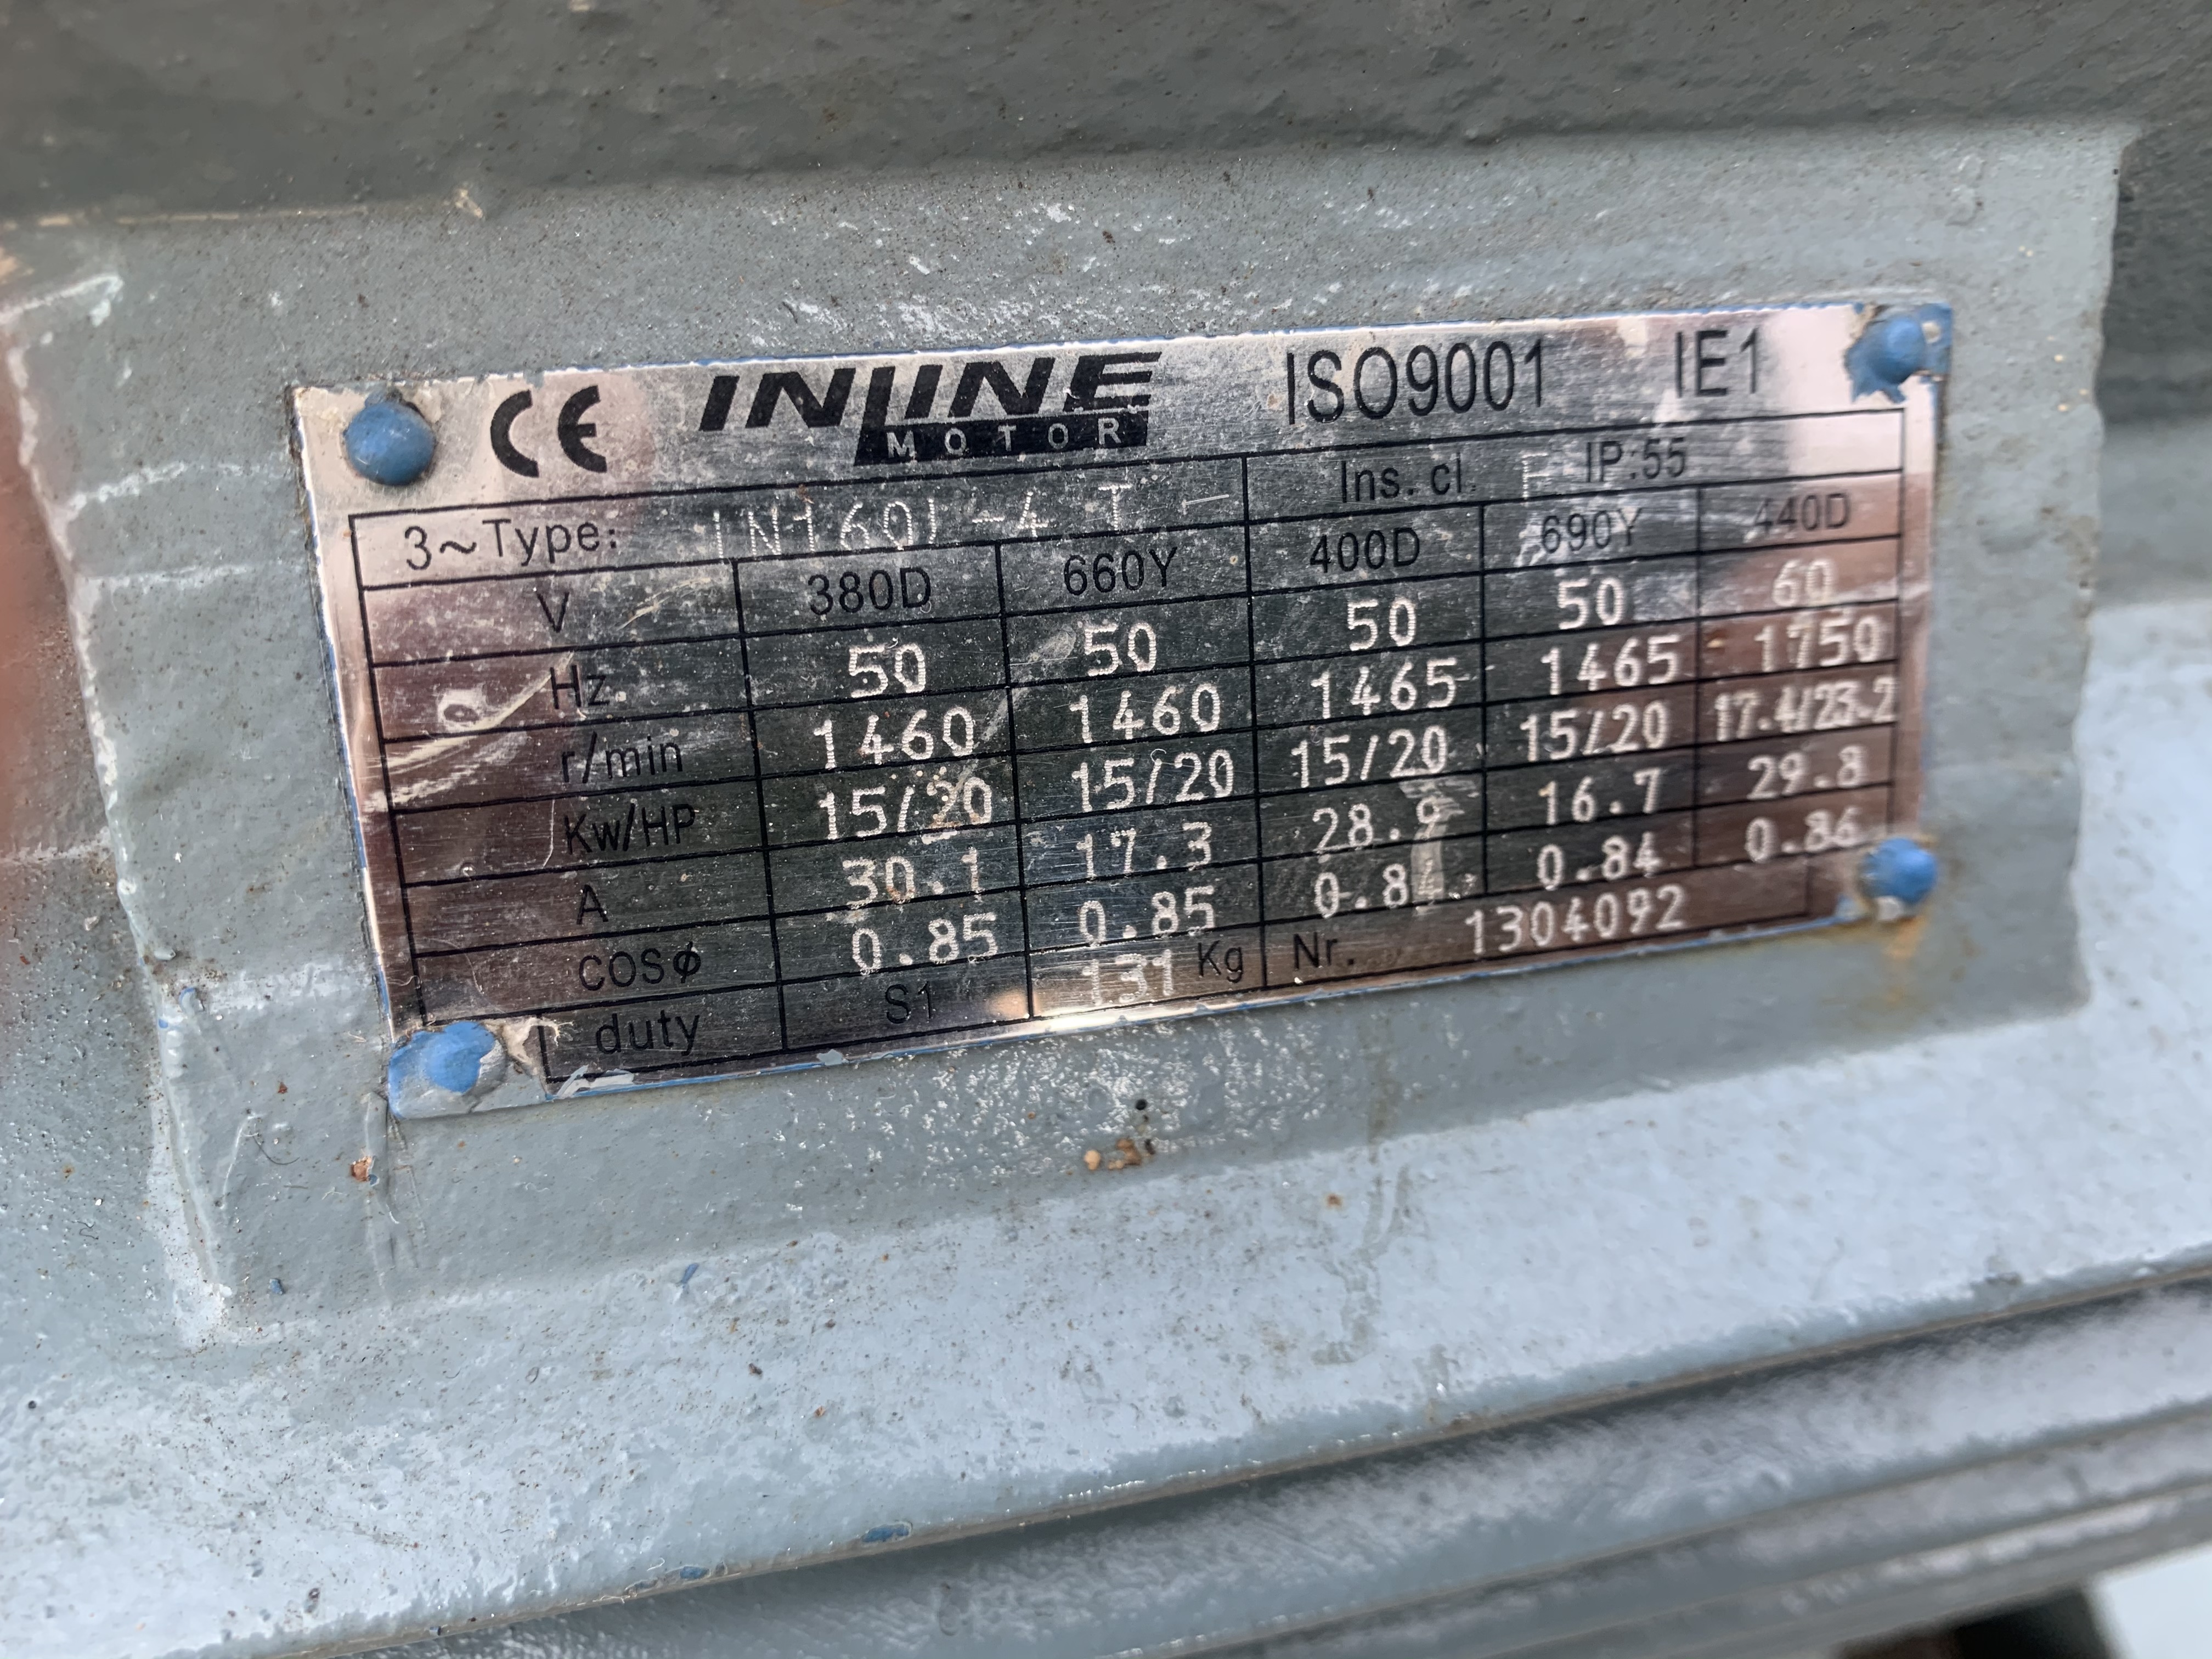 CE INLINE MOTOR ISO9001 IE1
3~Type: IN160L-4 T - Ins. cl. F IP:55
V 380D 660Y 400D 690Y 440D
Hz 50 50 50 50 60
r/min 1460 1460 1465 1465 1750
Kw/HP 15/20 15/20 15/20 15/20 17.4/23.2
A 30.1 17.3 28.9 16.7 29.8
COSϕ 0.85 0.85 0.84 0.84 0.86
duty S1 131 Kg Nr. 1304092